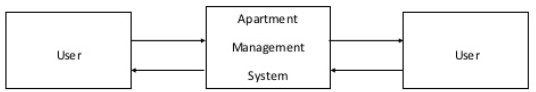 User
Apartment
Management
System
User